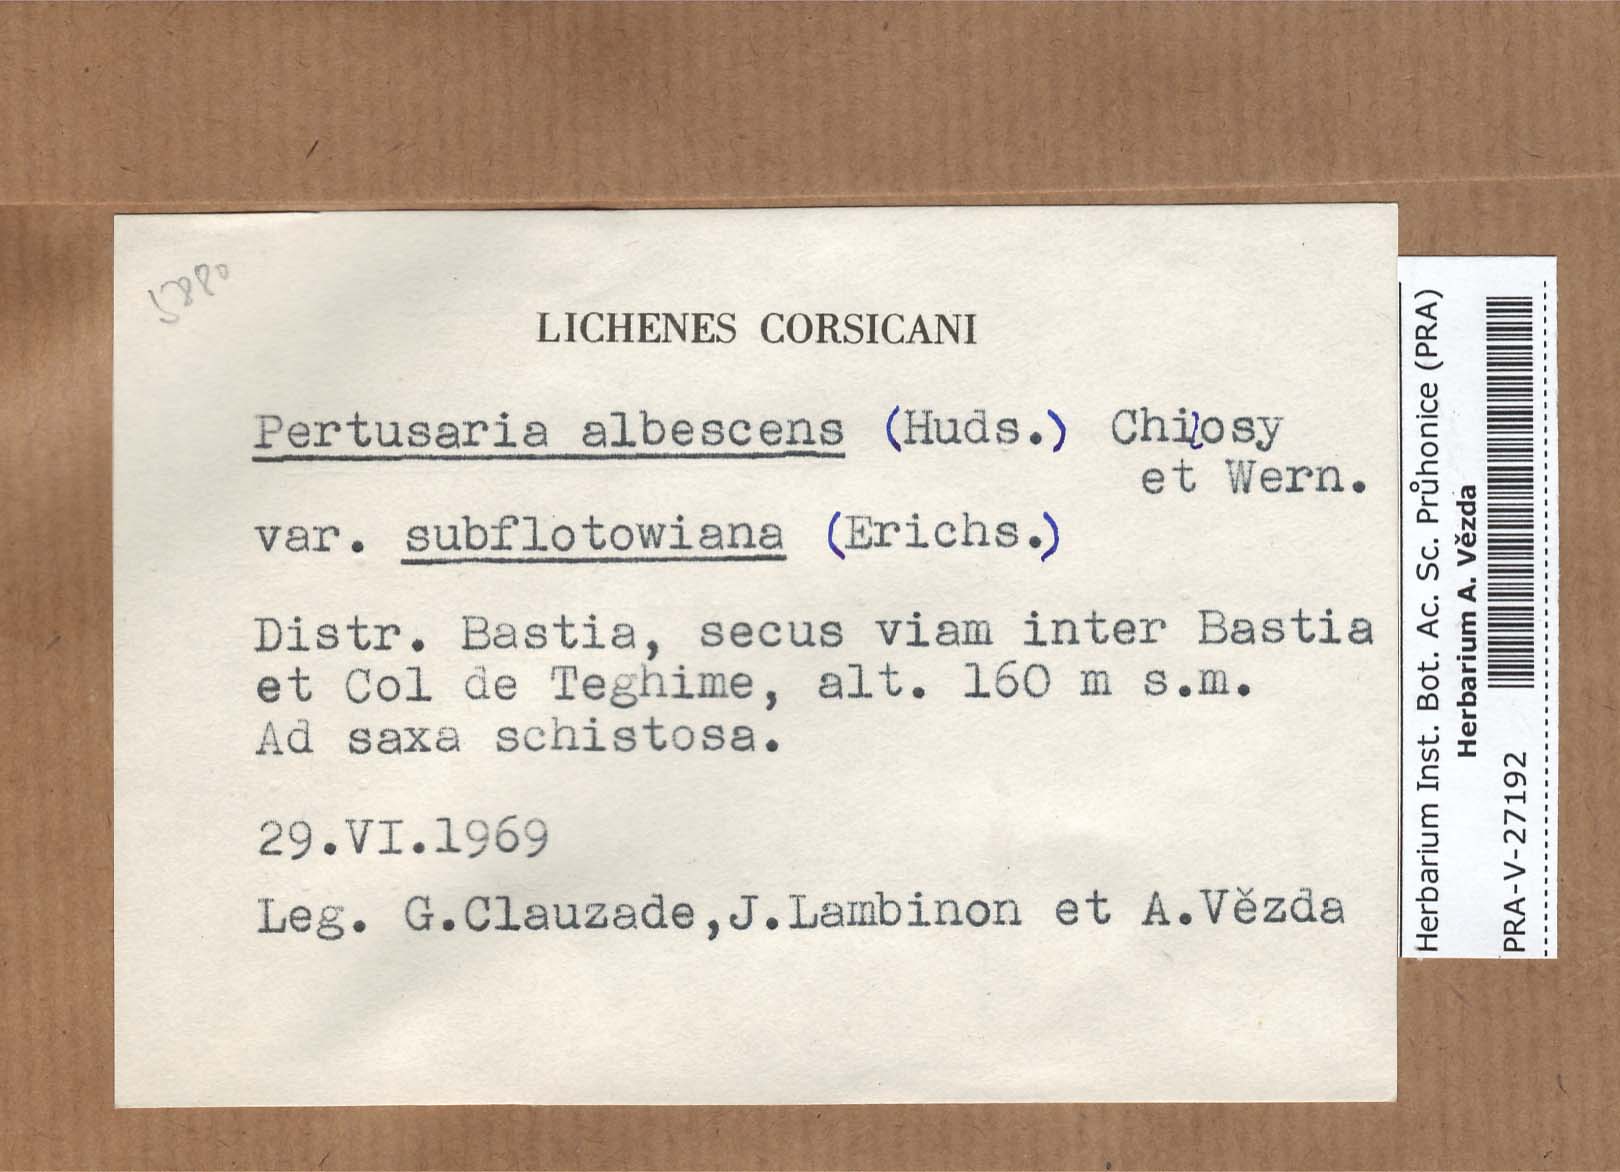 5880
LICHENES CORSICANI
Pertusaria albescens (Huds.) Chilosy
et Wern.
var. subflotowiana (Erichs.)
Distr. Bastia, secus viam inter Bastia
et Col de Teghime, alt. 160 m s.m.
Ad saxa schistosa.
29.VI.1969
Leg. G.Clauzade,J.Lambinon et A.Vězda
Herbarium Inst. Bot. Ac. Sc. Průhonice (PRA)
Herbarium A. Vězda
PRA-V-27192